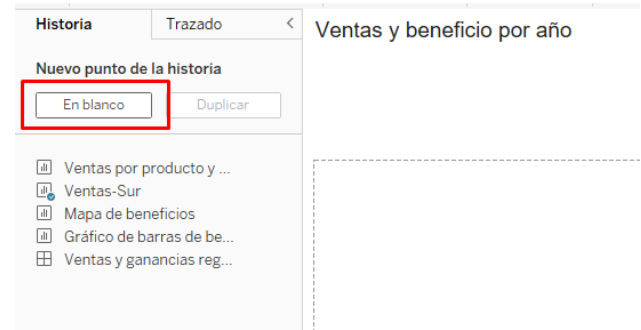 Historia Trazado <
Ventas y beneficio por año
Nuevo punto de la historia
En blanco Duplicar
Ventas por producto y ...
Ventas-Sur
Mapa de beneficios
Gráfico de barras de be...
Ventas y ganancias reg...